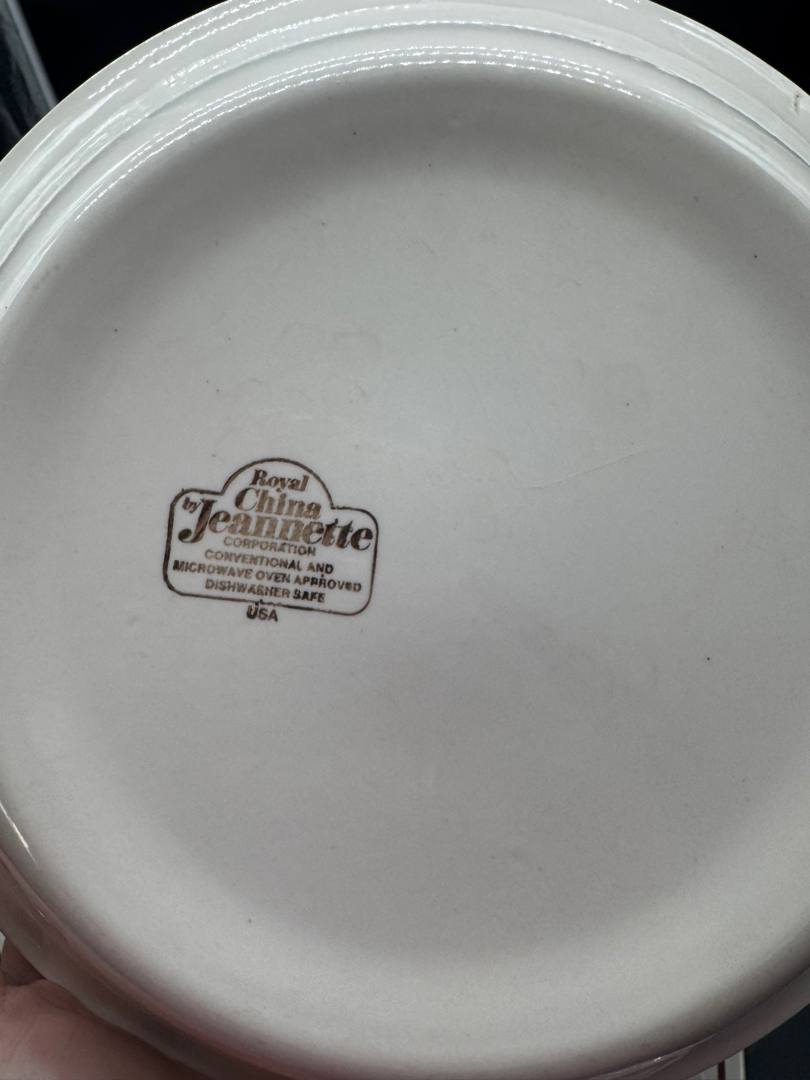 Royal
China
by Jeannette
CORPORATION
CONVENTIONAL AND
MICROWAVE OVEN APPROVED
DISHWASHER SAFE
USA